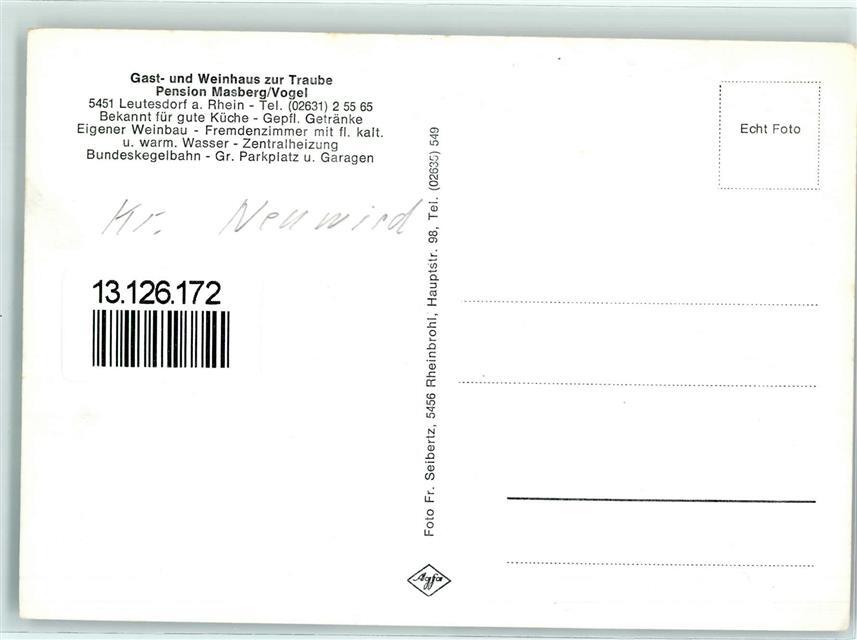 Gast- und Weinhaus zur Traube
Pension Masberg/Vogel
5451 Leutesdorf a. Rhein - Tel. (02631) 2 55 65
Bekannt für gute Küche - Gepfl. Getränke
Eigener Weinbau - Fremdenzimmer mit fl. kalt.
u. warm. Wasser - Zentralheizung
Bundeskegelbahn - Gr. Parkplatz u. Garagen
Kr. Neuwird
13.126.172
Foto Fr. Seibertz, 5456 Rheinbrohl, Hauptstr. 98, Tel. (02635) 549
Agfa
Echt Foto